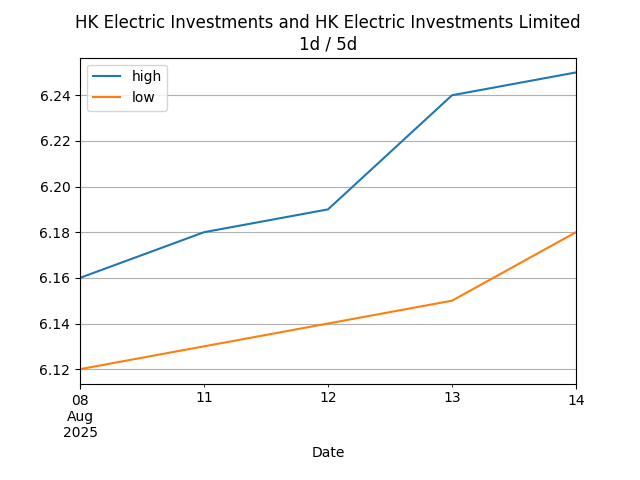 HK Electric Investments and HK Electric Investments Limited
1d / 5d
high
low
6.24
6.22
6.20
6.18
6.16
6.14
6.12
08
Aug
2025
11
12
13
14
Date